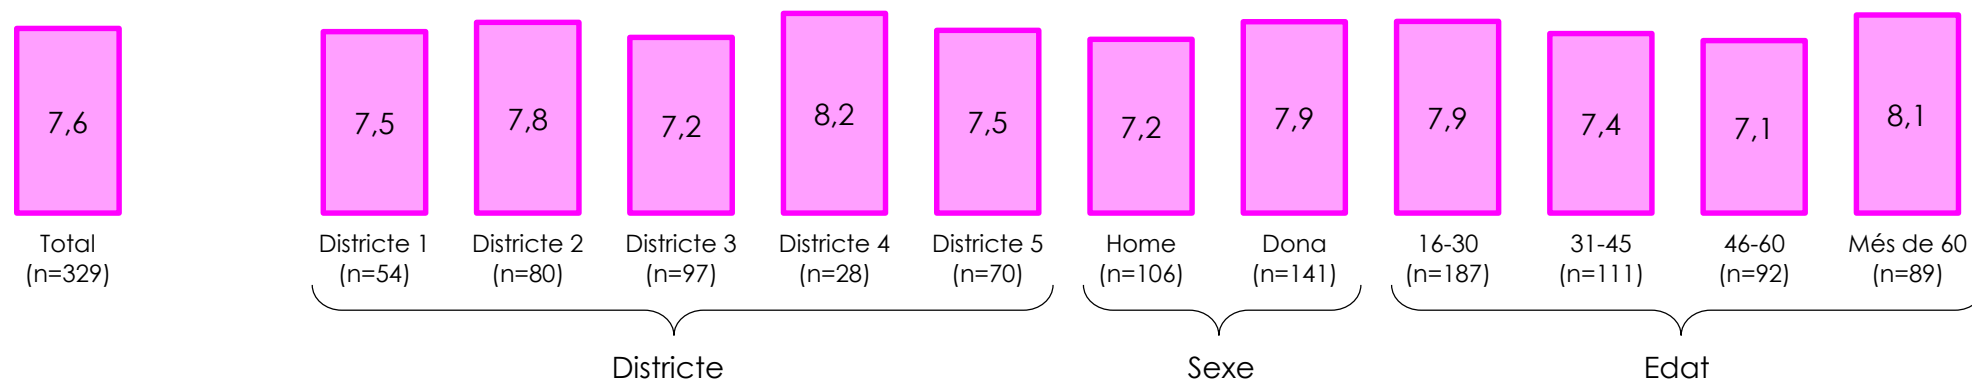 7,6
7,5
7,8
7,2
8,2
7,5
7,2
7,9
7,9
7,4
7,1
8,1
Total
(n=329)
Districte 1
(n=54)
Districte 2
(n=80)
Districte 3
(n=97)
Districte 4
(n=28)
Districte 5
(n=70)
Home
(n=106)
Dona
(n=141)
16-30
(n=187)
31-45
(n=111)
46-60
(n=92)
Més de 60
(n=89)
Districte
Sexe
Edat